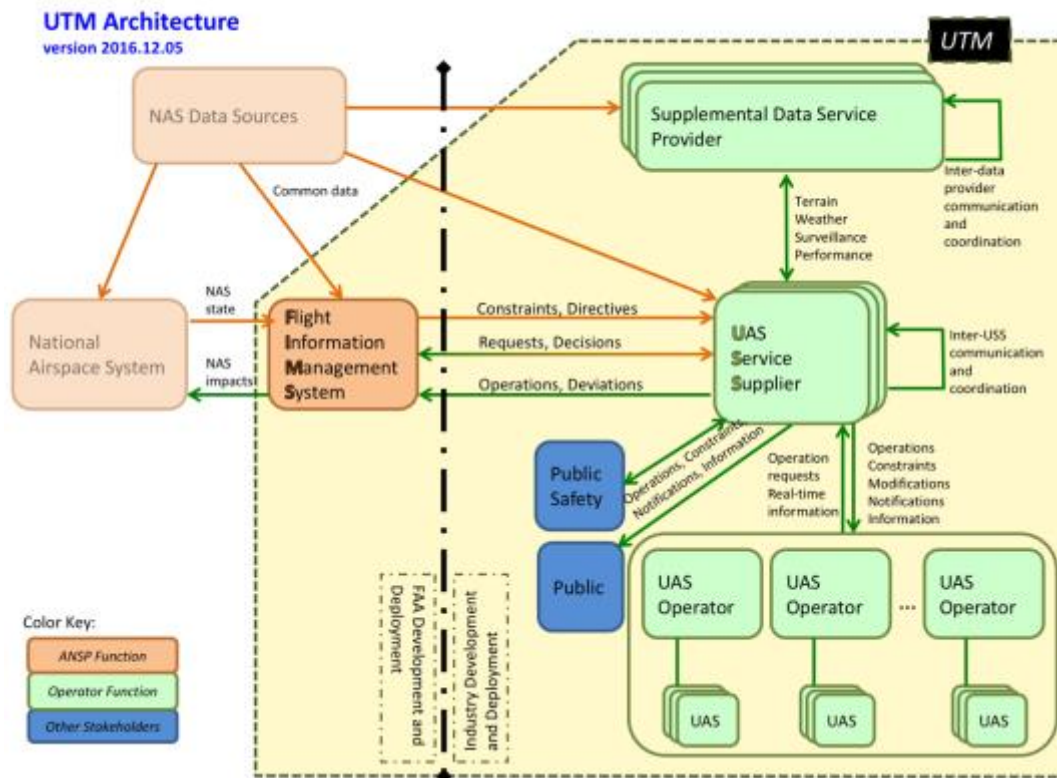 UTM Architecture
version 2016.12.05
UTM
NAS Data Sources
Supplemental Data Service
Provider
Common data
Inter-data
provider
communication
and
coordination
Terrain
Weather
Surveillance
Performance
National
Airspace System
NAS
state
NAS
impacts
Flight
Information
Management
System
Constraints, Directives
Requests, Decisions
Operations, Deviations
UAS
Service
Supplier
Inter-USS
communication
and
coordination
Public
Safety
Public
Operations, Constraints,
Notifications, Information
Operation
requests
Real-time
information
Operations
Constraints
Modifications
Notifications
Information
UAS
Operator
UAS
Operator
...
UAS
Operator
UAS
UAS
UAS
FAA Development and
Deployment
Industry Development
and Deployment
Color Key:
ANSP Function
Operator Function
Other Stakeholders